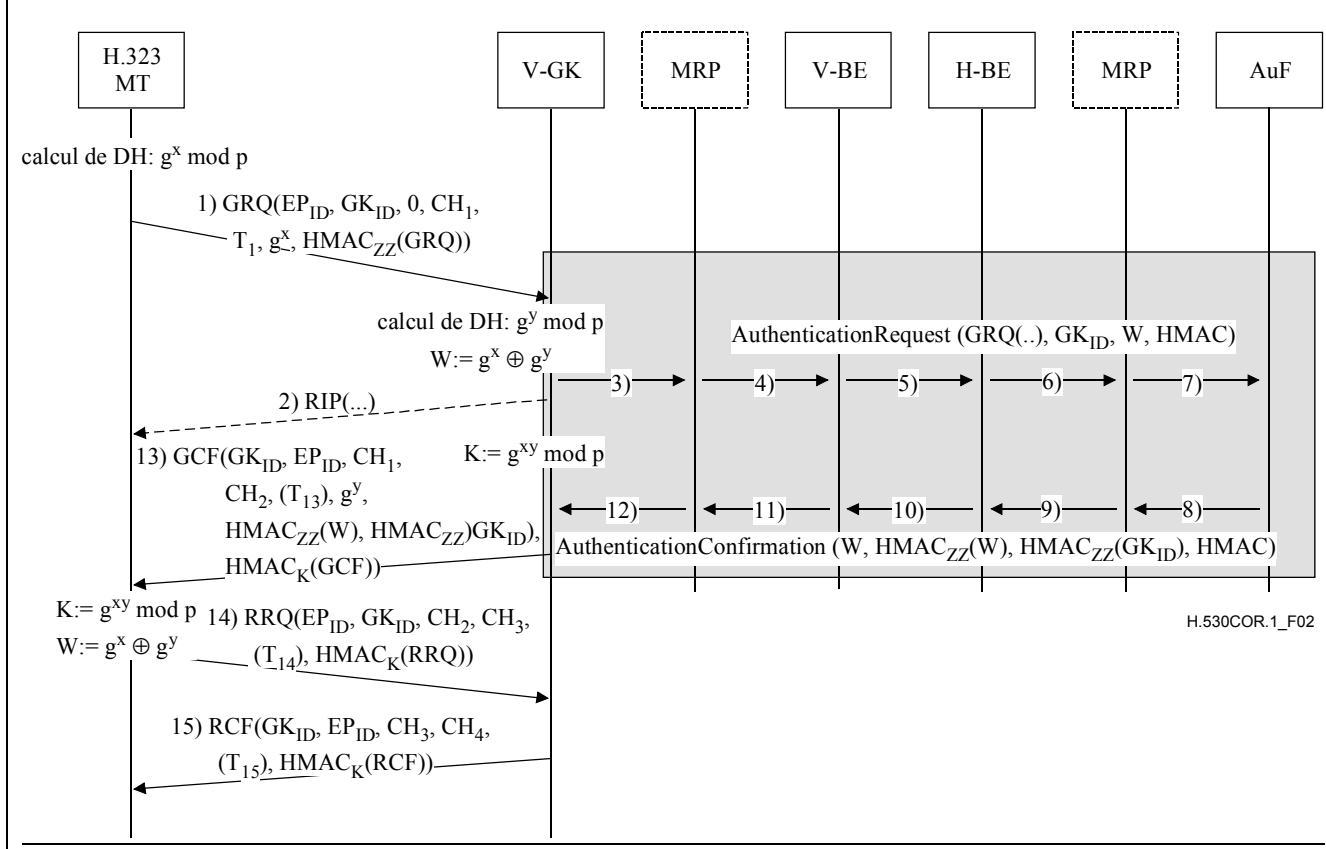 H.323
MT
V-GK
MRP
V-BE
H-BE
MRP
AuF
calcul de DH: g^x mod p
1) GRQ(EP_ID, GK_ID, 0, CH_1,
T_1, g^x, HMAC_ZZ(GRQ))
calcul de DH: g^y mod p
W:= g^x ⊕ g^y
AuthenticationRequest (GRQ(..), GK_ID, W, HMAC)
3)
4)
5)
6)
7)
2) RIP(...)
13) GCF(GK_ID, EP_ID, CH_1,
CH_2, (T_13), g^y,
HMAC_ZZ(W), HMAC_ZZ)GK_ID),
HMAC_K(GCF))
K:= g^xy mod p
12)
11)
10)
9)
8)
AuthenticationConfirmation (W, HMAC_ZZ(W), HMAC_ZZ(GK_ID), HMAC)
K:= g^xy mod p
W:= g^x ⊕ g^y
14) RRQ(EP_ID, GK_ID, CH_2, CH_3,
(T_14), HMAC_K(RRQ))
H.530COR.1_F02
15) RCF(GK_ID, EP_ID, CH_3, CH_4,
(T_15), HMAC_K(RCF))